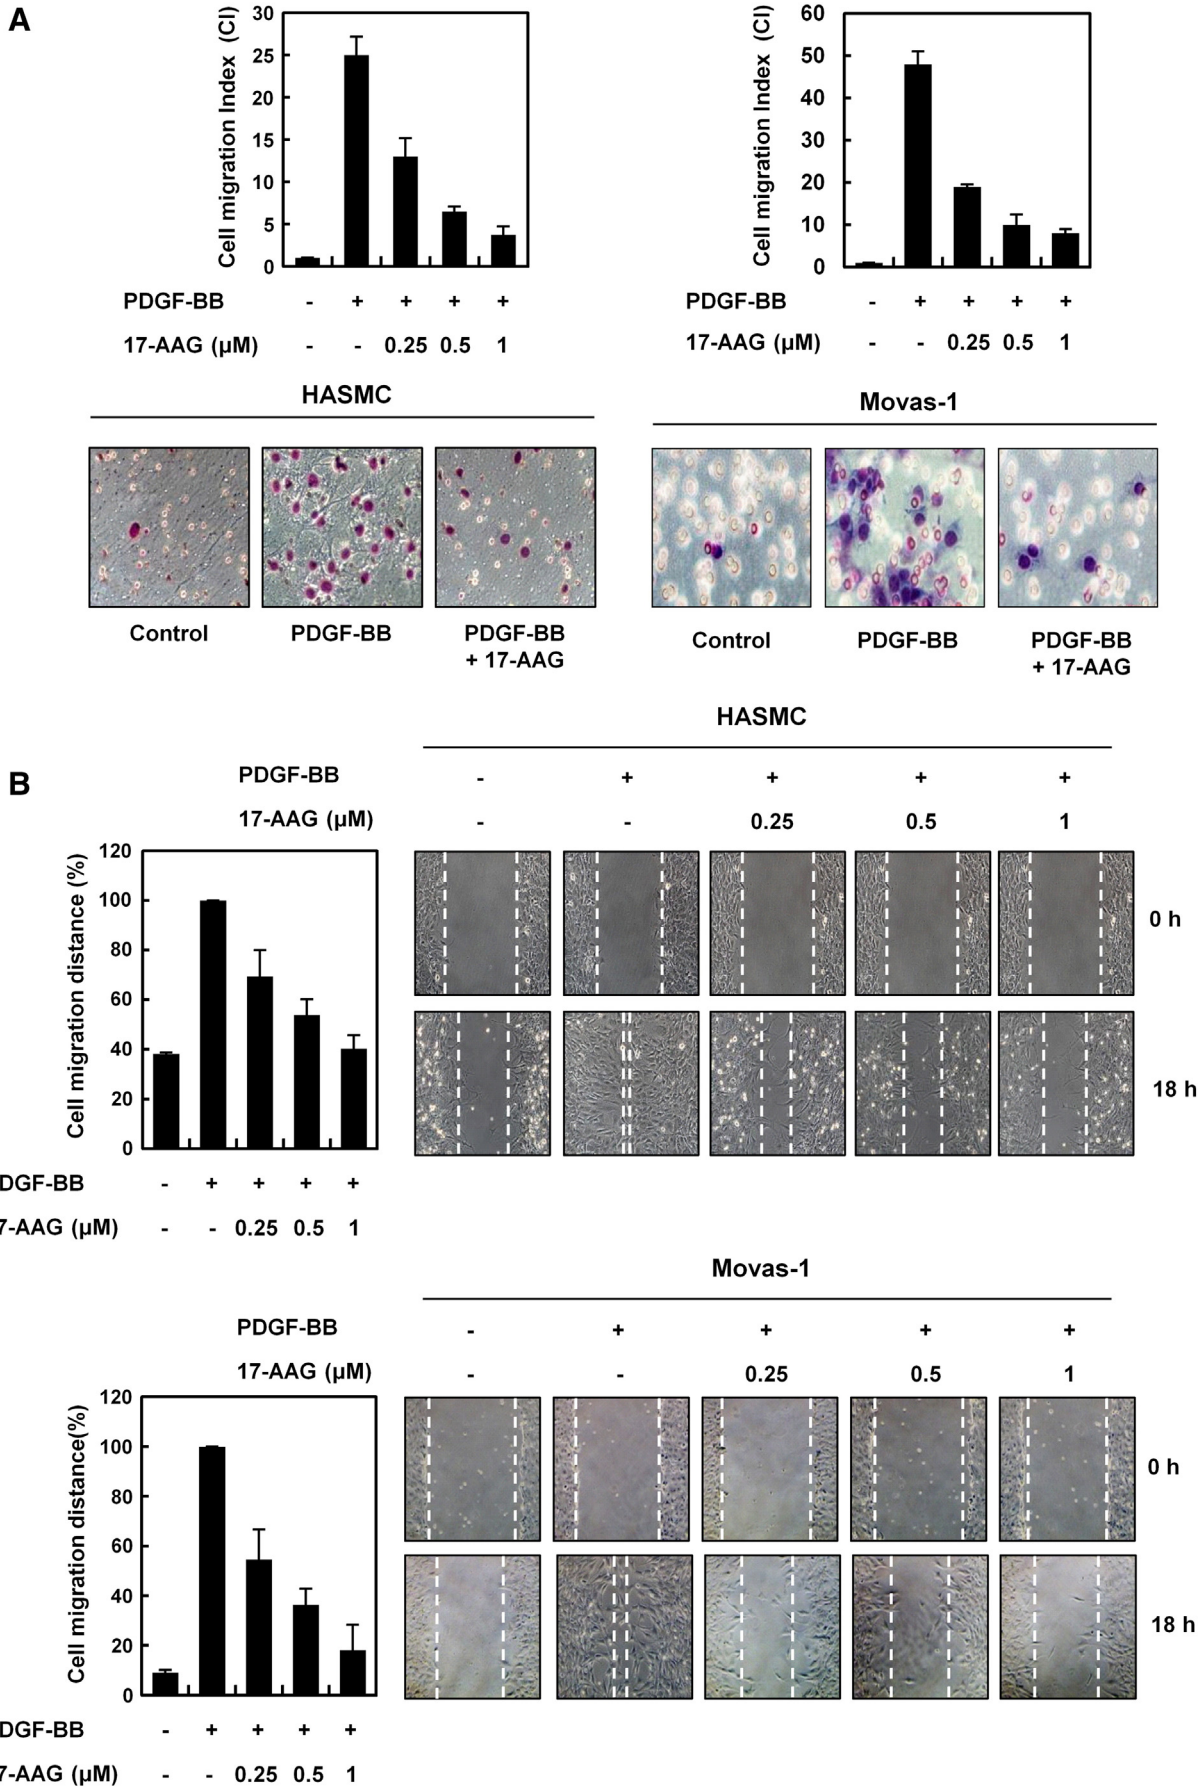 A
Cell migration Index (CI)
30
25
20
15
10
5
0
PDGF-BB - + + + +
17-AAG (µM) - - 0.25 0.5 1
Cell migration Index (CI)
60
50
40
30
20
10
0
PDGF-BB - + + + +
17-AAG (µM) - - 0.25 0.5 1
HASMC
Control PDGF-BB PDGF-BB
+ 17-AAG
Movas-1
Control PDGF-BB PDGF-BB
+ 17-AAG
B
HASMC
PDGF-BB - + + + +
17-AAG (µM) - - 0.25 0.5 1
0 h
18 h
Cell migration distance (%)
120
100
80
60
40
20
0
DGF-BB - + + + +
7-AAG (µM) - - 0.25 0.5 1
Movas-1
PDGF-BB - + + + +
17-AAG (µM) - - 0.25 0.5 1
0 h
18 h
Cell migration distance(%)
120
100
80
60
40
20
0
DGF-BB - + + + +
7-AAG (µM) - - 0.25 0.5 1